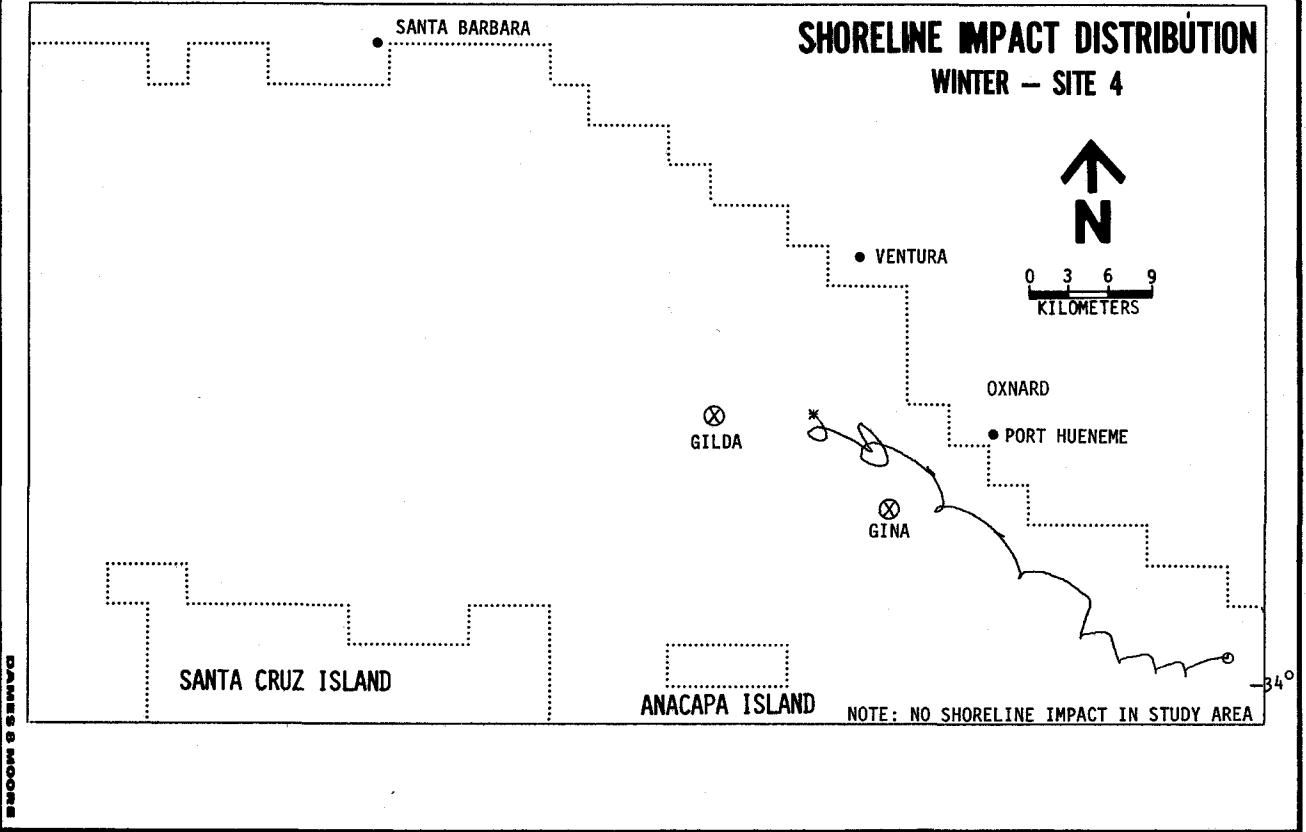 SANTA BARBARA
SHORELINE IMPACT DISTRIBUTION
WINTER — SITE 4
N
VENTURA
0 3 6 9
KILOMETERS
OXNARD
X
GILDA
PORT HUENEME
X
GINA
SANTA CRUZ ISLAND
ANACAPA ISLAND
34°
NOTE: NO SHORELINE IMPACT IN STUDY AREA
DAMES & MOORE